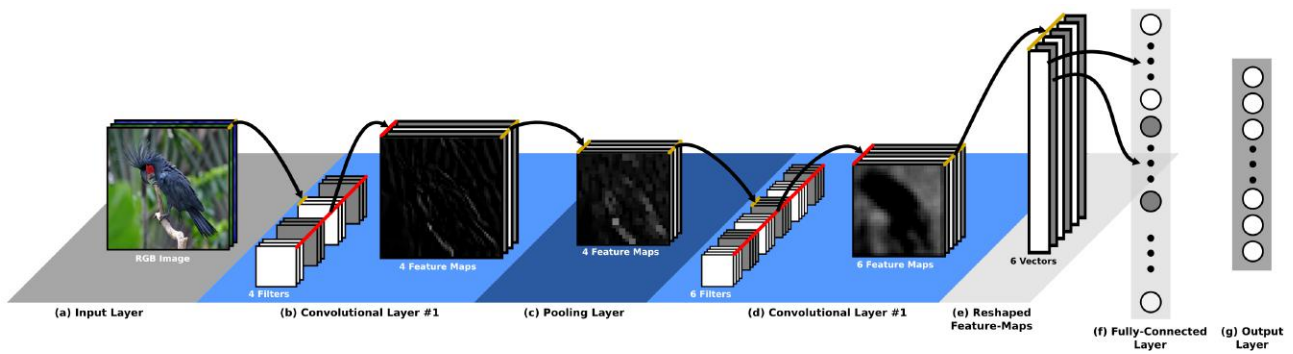 RGB Image
4 Filters
4 Feature Maps
4 Feature Maps
6 Filters
6 Feature Maps
6 Vectors
(a) Input Layer
(b) Convolutional Layer #1
(c) Pooling Layer
(d) Convolutional Layer #1
(e) Reshaped
Feature-Maps
(f) Fully-Connected
Layer
(g) Output
Layer